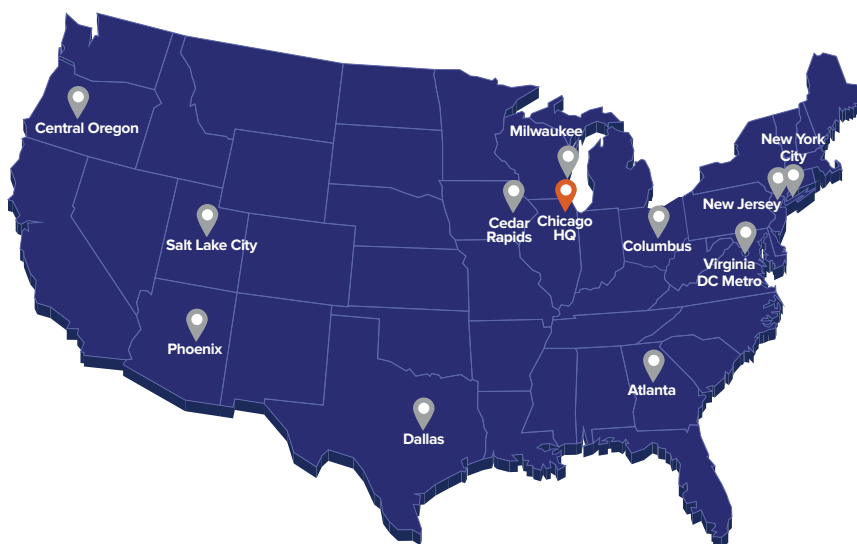 Central Oregon
Milwaukee
New York
City
New Jersey
Cedar
Rapids
Chicago
HQ
Columbus
Salt Lake City
Virginia
DC Metro
Phoenix
Atlanta
Dallas